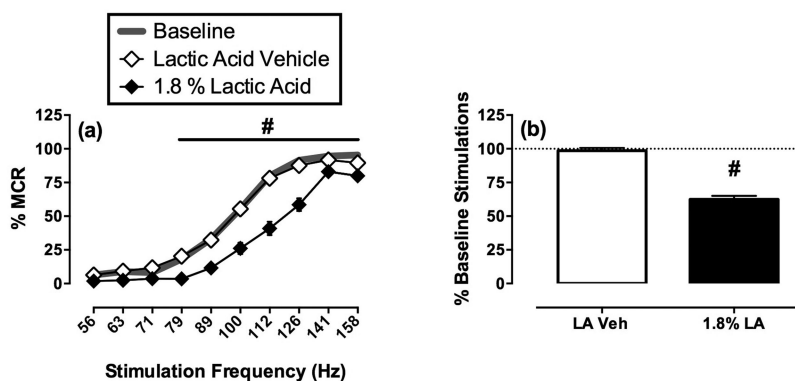 Baseline
Lactic Acid Vehicle
1.8 % Lactic Acid
(a)
#
% MCR
125
100
75
50
25
0
56
63
71
79
89
100
112
126
141
158
Stimulation Frequency (Hz)
(b)
#
% Baseline Stimulations
125
100
75
50
25
0
LA Veh
1.8% LA